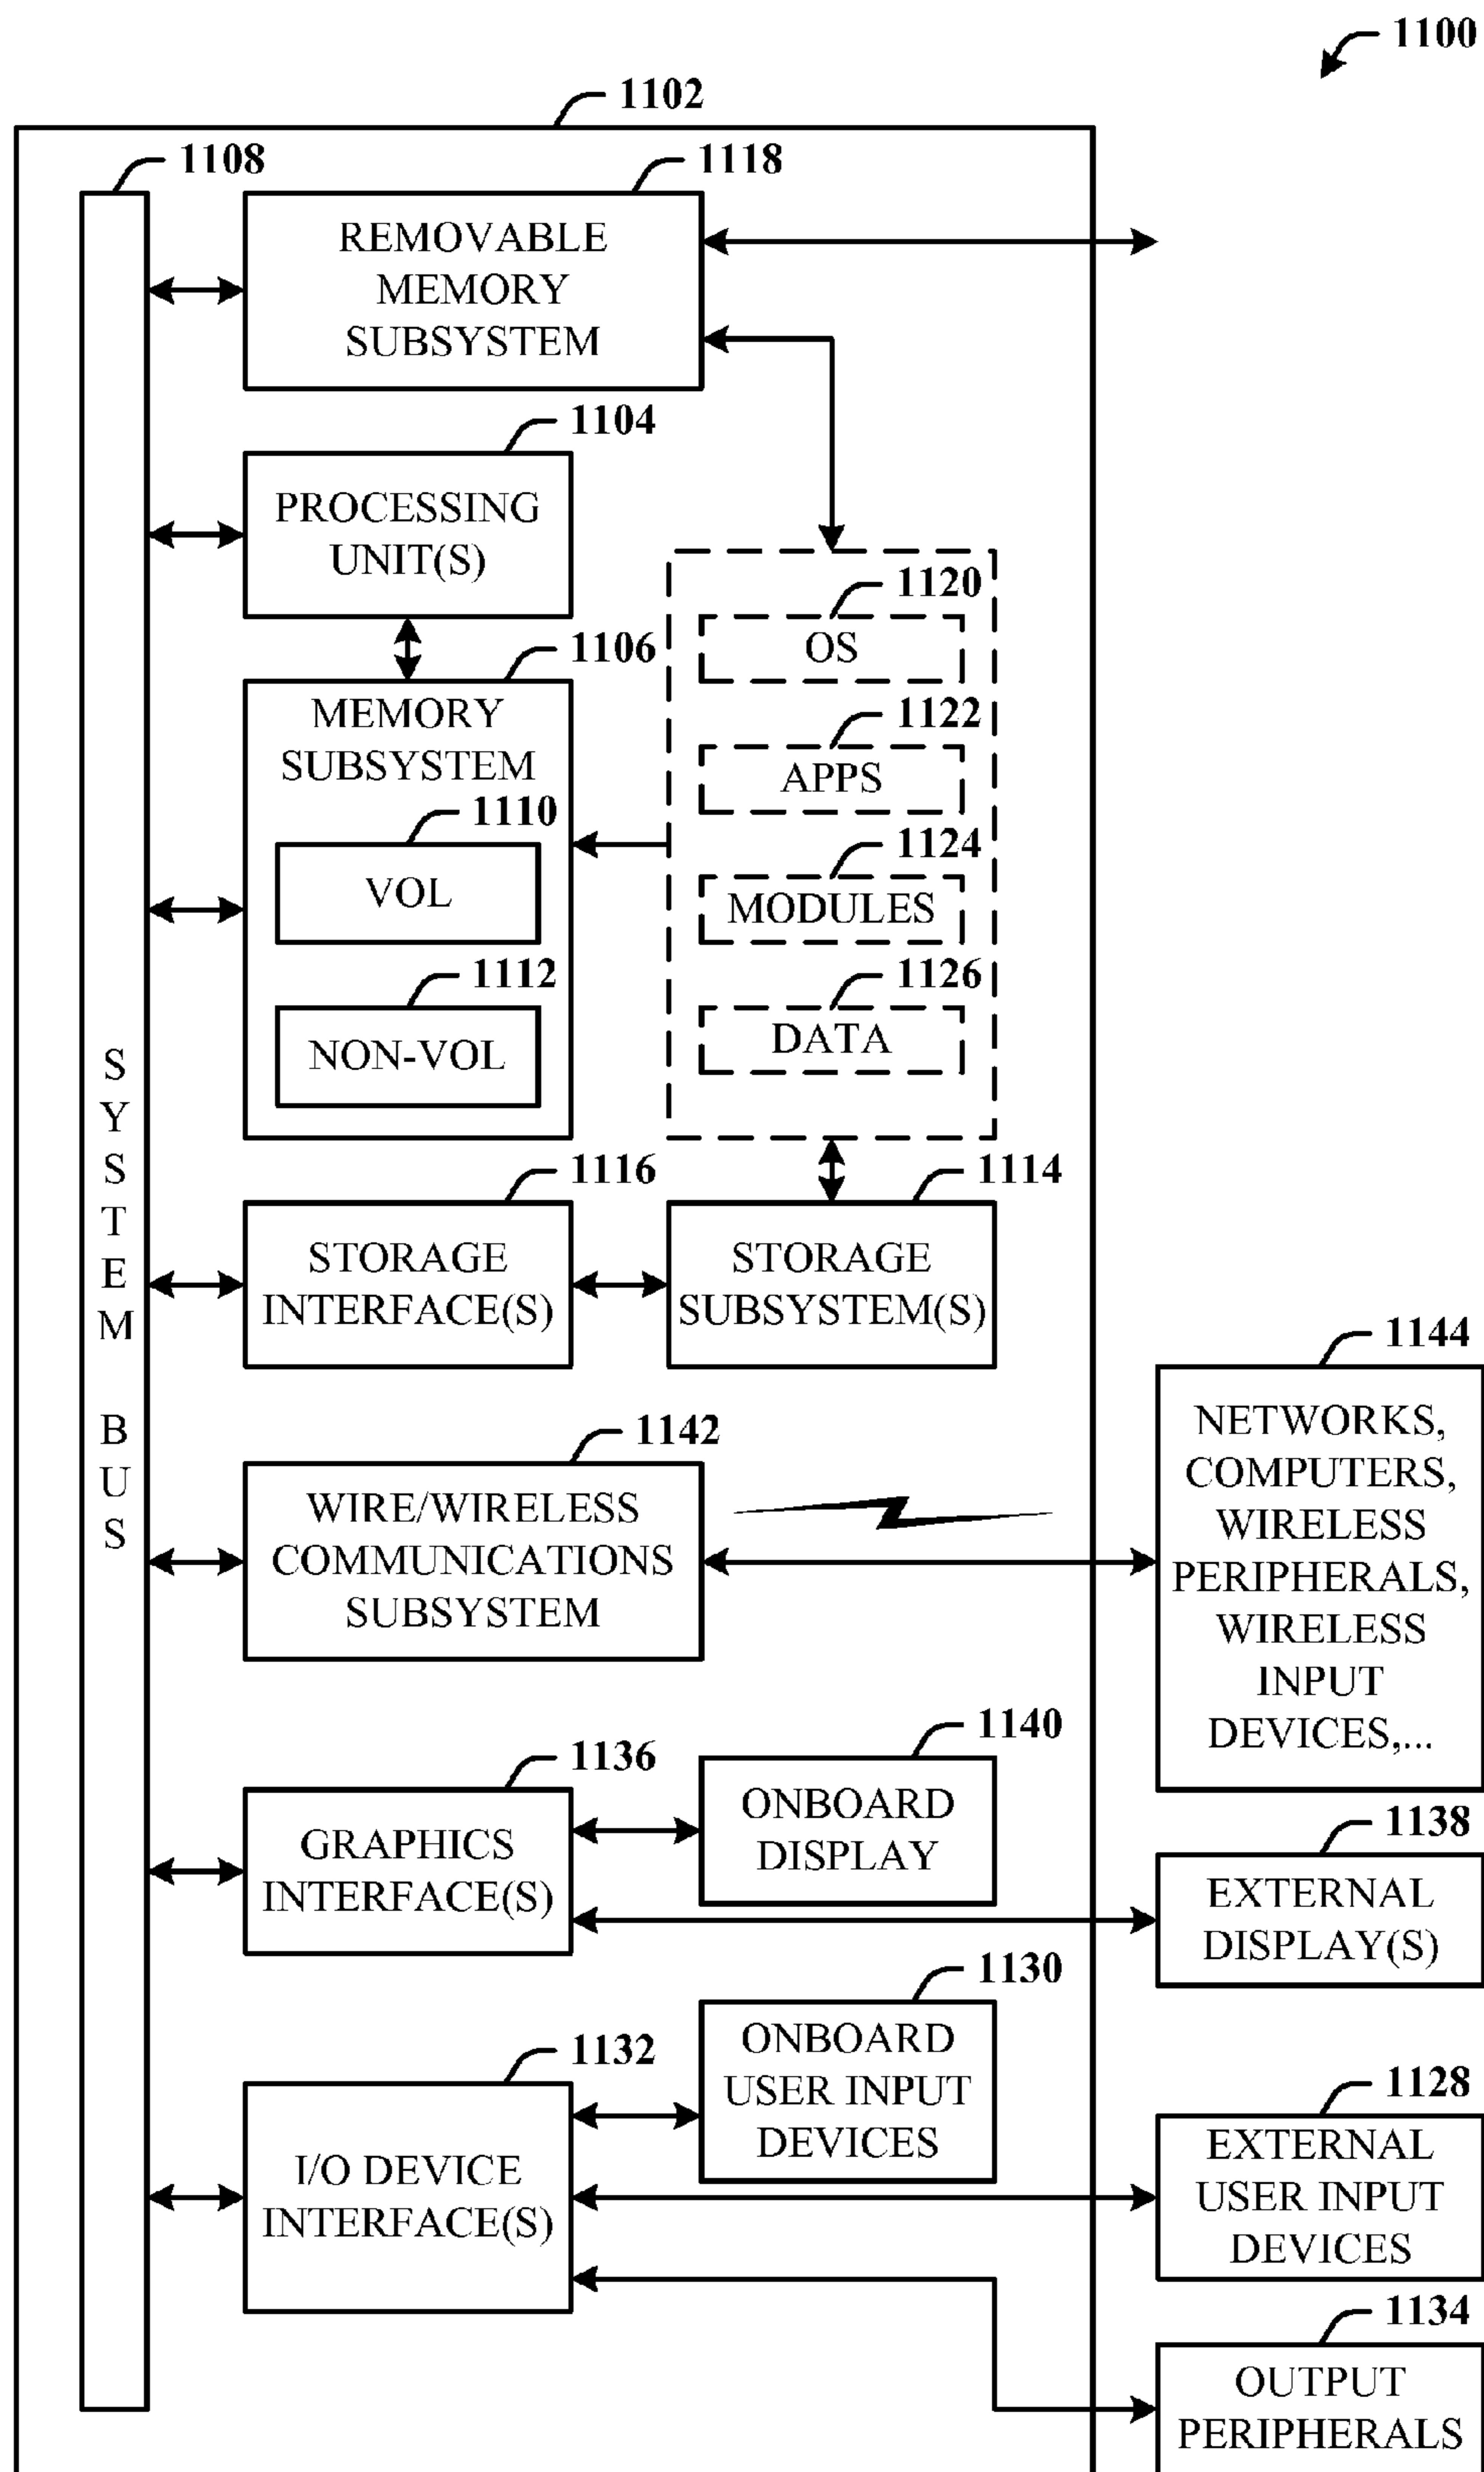 1100
1102
1108
1118
REMOVABLE
MEMORY
SUBSYSTEM
1104
PROCESSING
UNIT(S)
1106
MEMORY
SUBSYSTEM
1110
VOL
1112
NON-VOL
1120
OS
1122
APPS
1124
MODULES
1126
DATA
SYSTEM BUS
1116
STORAGE
INTERFACE(S)
1114
STORAGE
SUBSYSTEM(S)
1142
WIRE/WIRELESS
COMMUNICATIONS
SUBSYSTEM
1144
NETWORKS,
COMPUTERS,
WIRELESS
PERIPHERALS,
WIRELESS
INPUT
DEVICES,...
1136
GRAPHICS
INTERFACE(S)
1140
ONBOARD
DISPLAY
1138
EXTERNAL
DISPLAY(S)
1132
I/O DEVICE
INTERFACE(S)
1130
ONBOARD
USER INPUT
DEVICES
1128
EXTERNAL
USER INPUT
DEVICES
1134
OUTPUT
PERIPHERALS